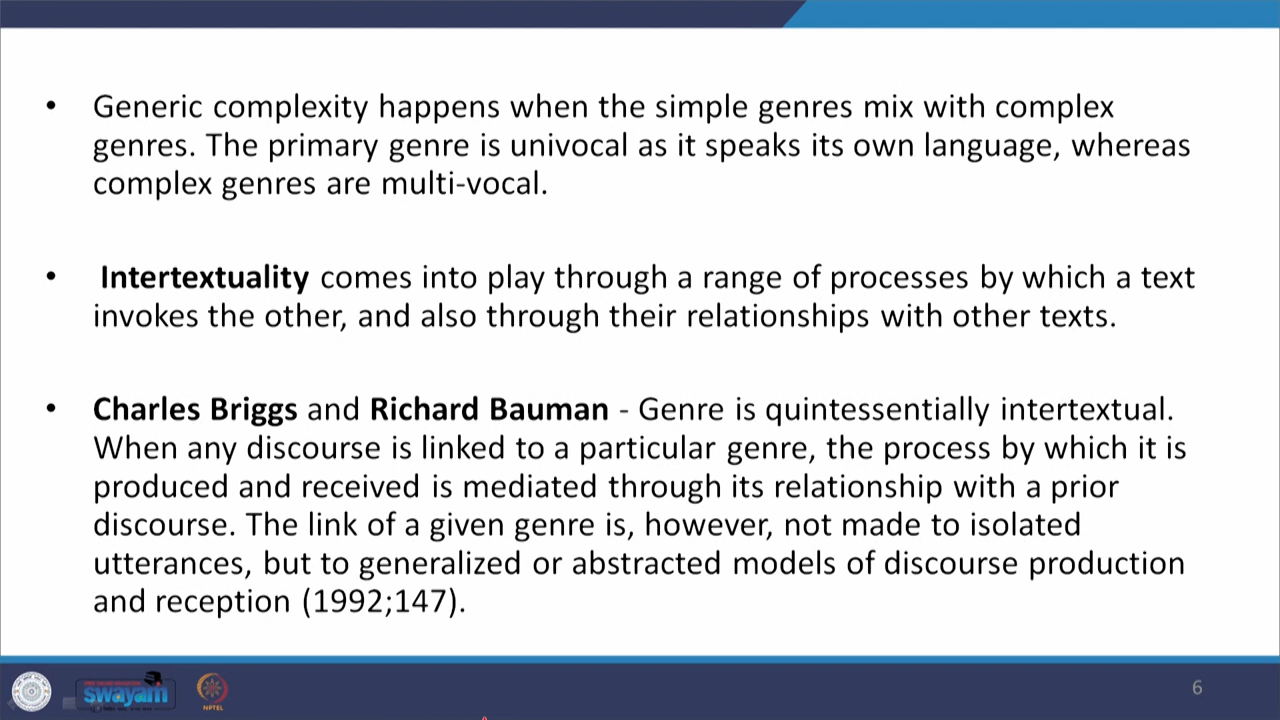 • Generic complexity happens when the simple genres mix with complex
genres. The primary genre is univocal as it speaks its own language, whereas
complex genres are multi-vocal.
• Intertextuality comes into play through a range of processes by which a text
invokes the other, and also through their relationships with other texts.
• Charles Briggs and Richard Bauman - Genre is quintessentially intertextual.
When any discourse is linked to a particular genre, the process by which it is
produced and received is mediated through its relationship with a prior
discourse. The link of a given genre is, however, not made to isolated
utterances, but to generalized or abstracted models of discourse production
and reception (1992;147).
swayam
NPTEL
6